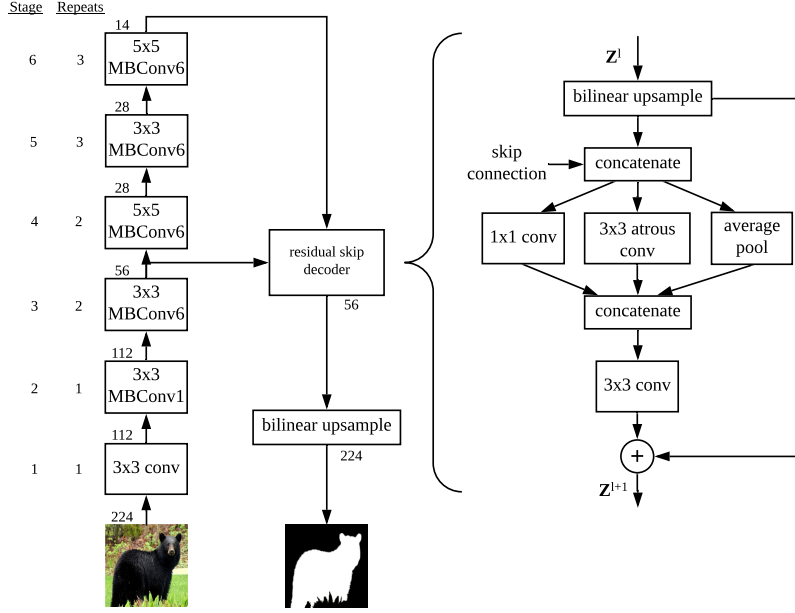 Stage Repeats
14
6 3 5x5
MBConv6
28
5 3 3x3
MBConv6
28
4 2 5x5
MBConv6
56
3 2 3x3
MBConv6
112
2 1 3x3
MBConv1
112
1 1 3x3 conv
224
residual skip
decoder
56
bilinear upsample
224
Z^l
bilinear upsample
skip
connection
concatenate
1x1 conv
3x3 atrous
conv
average
pool
concatenate
3x3 conv
+
Z^l+1